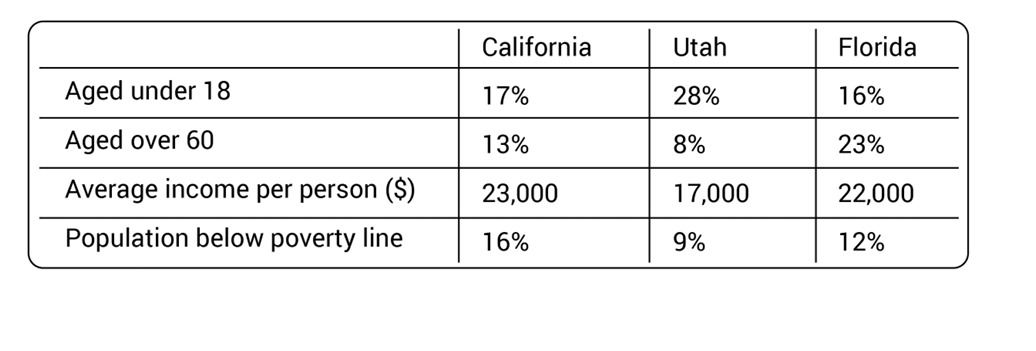 California Utah Florida
Aged under 18 17% 28% 16%
Aged over 60 13% 8% 23%
Average income per person ($) 23,000 17,000 22,000
Population below poverty line 16% 9% 12%